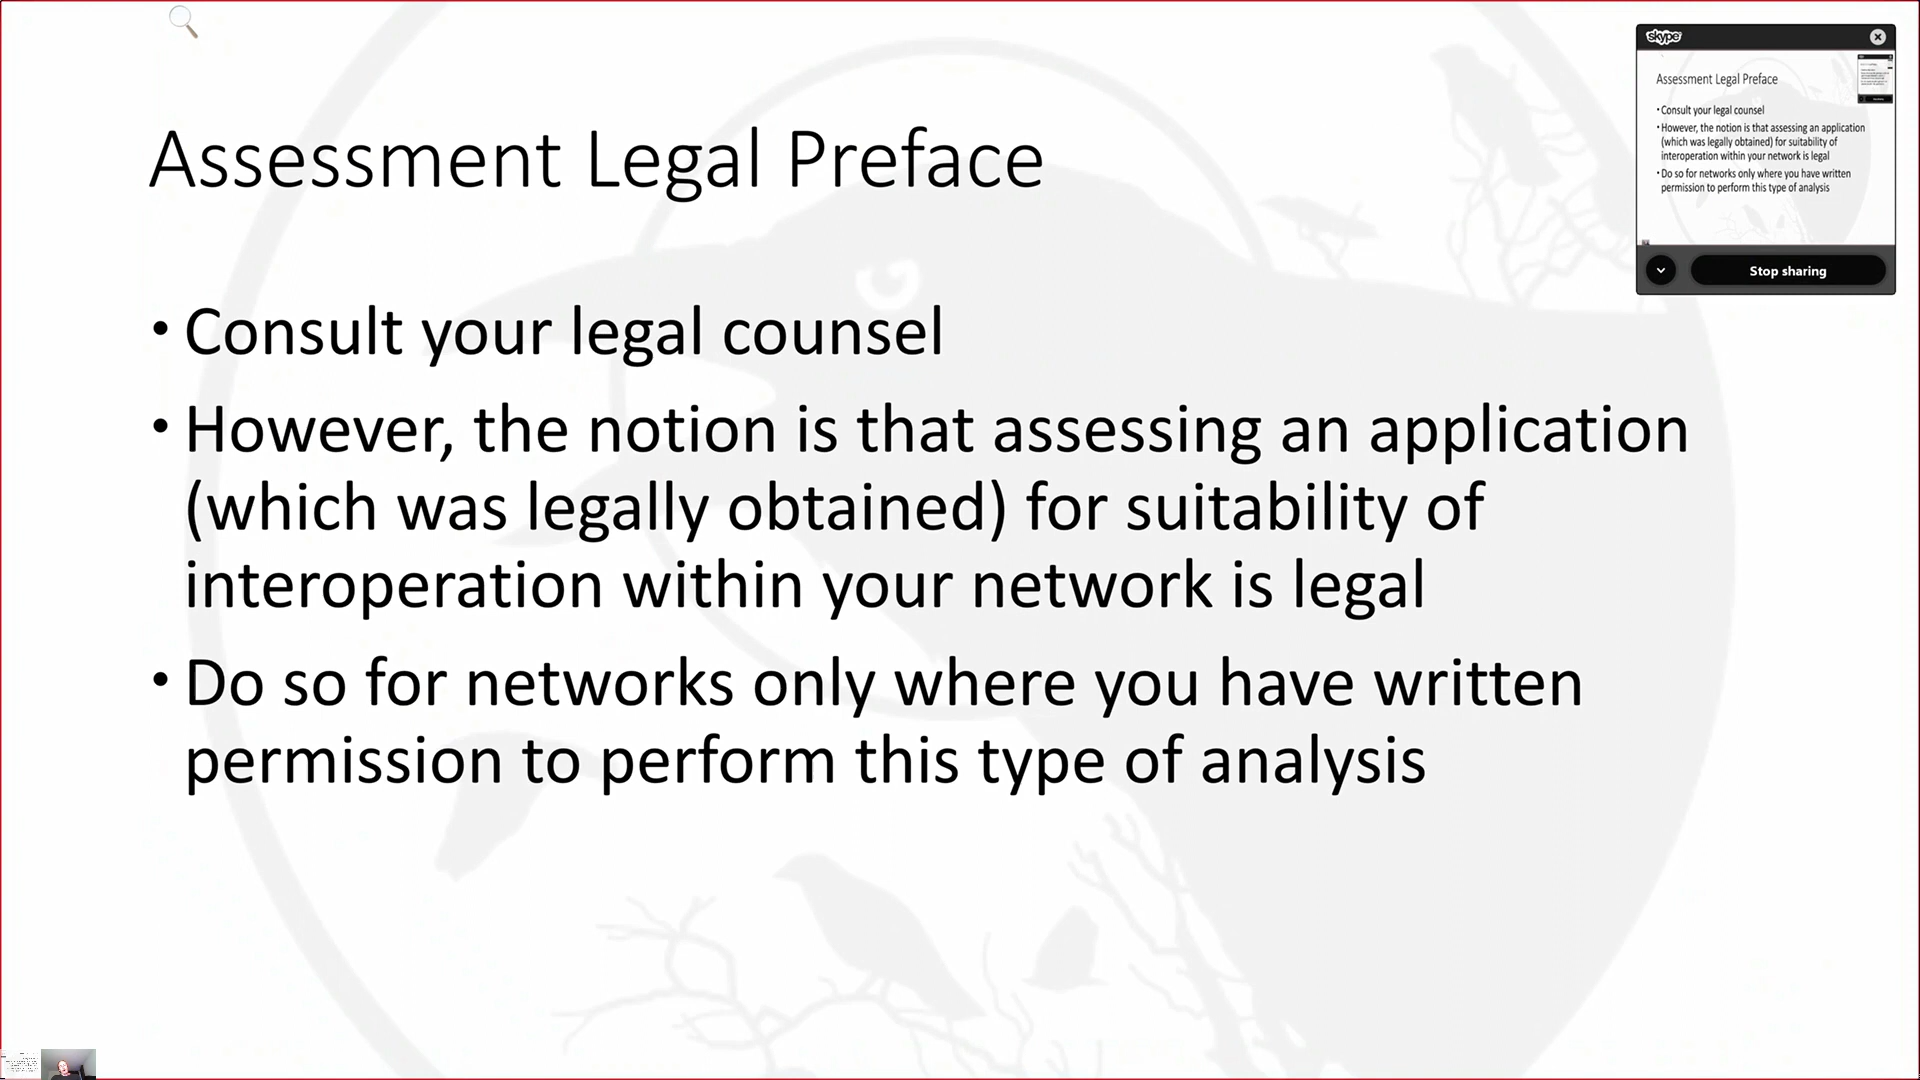 Assessment Legal Preface
• Consult your legal counsel
• However, the notion is that assessing an application
(which was legally obtained) for suitability of
interoperation within your network is legal
• Do so for networks only where you have written
permission to perform this type of analysis
skype
Assessment Legal Preface
• Consult your legal counsel
• However, the notion is that assessing an application
(which was legally obtained) for suitability of
interoperation within your network is legal
• Do so for networks only where you have written
permission to perform this type of analysis
Stop sharing